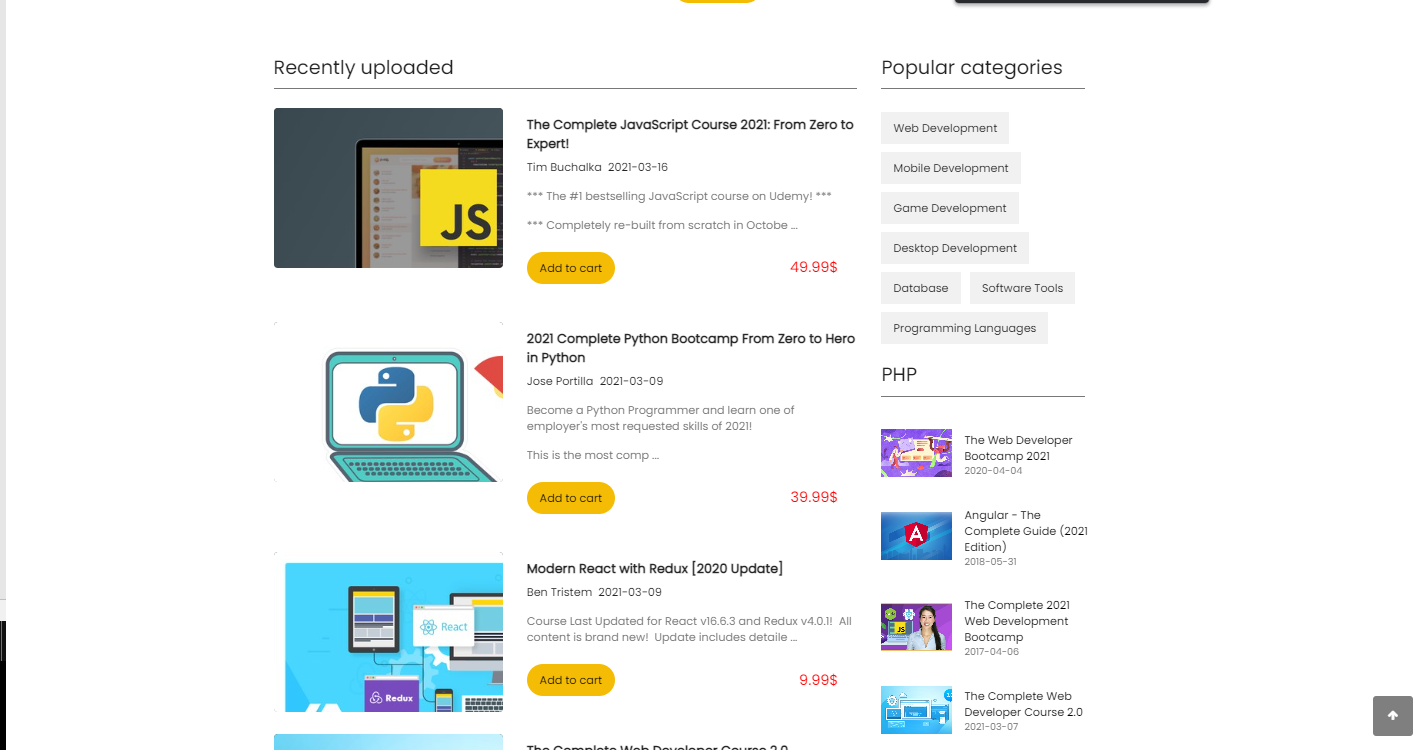 Recently uploaded
The Complete JavaScript Course 2021: From Zero to
Expert!
Tim Buchalka 2021-03-16
*** The #1 bestselling JavaScript course on Udemy! ***
*** Completely re-built from scratch in Octobe ...
Add to cart
49.99$
JS
2021 Complete Python Bootcamp From Zero to Hero
in Python
Jose Portilla 2021-03-09
Become a Python Programmer and learn one of
employer's most requested skills of 2021!
This is the most comp ...
Add to cart
39.99$
Modern React with Redux [2020 Update]
Ben Tristem 2021-03-09
Course Last Updated for React v16.6.3 and Redux v4.0.1! All
content is brand new! Update includes detaile ...
Add to cart
9.99$
React
Redux
The Complete Web Developer Course 2.0
Popular categories
Web Development
Mobile Development
Game Development
Desktop Development
Database
Software Tools
Programming Languages
PHP
The Web Developer
Bootcamp 2021
2020-04-04
Angular - The
Complete Guide (2021
Edition)
2018-05-31
A
The Complete 2021
Web Development
Bootcamp
2017-04-06
JS
The Complete Web
Developer Course 2.0
2021-03-07